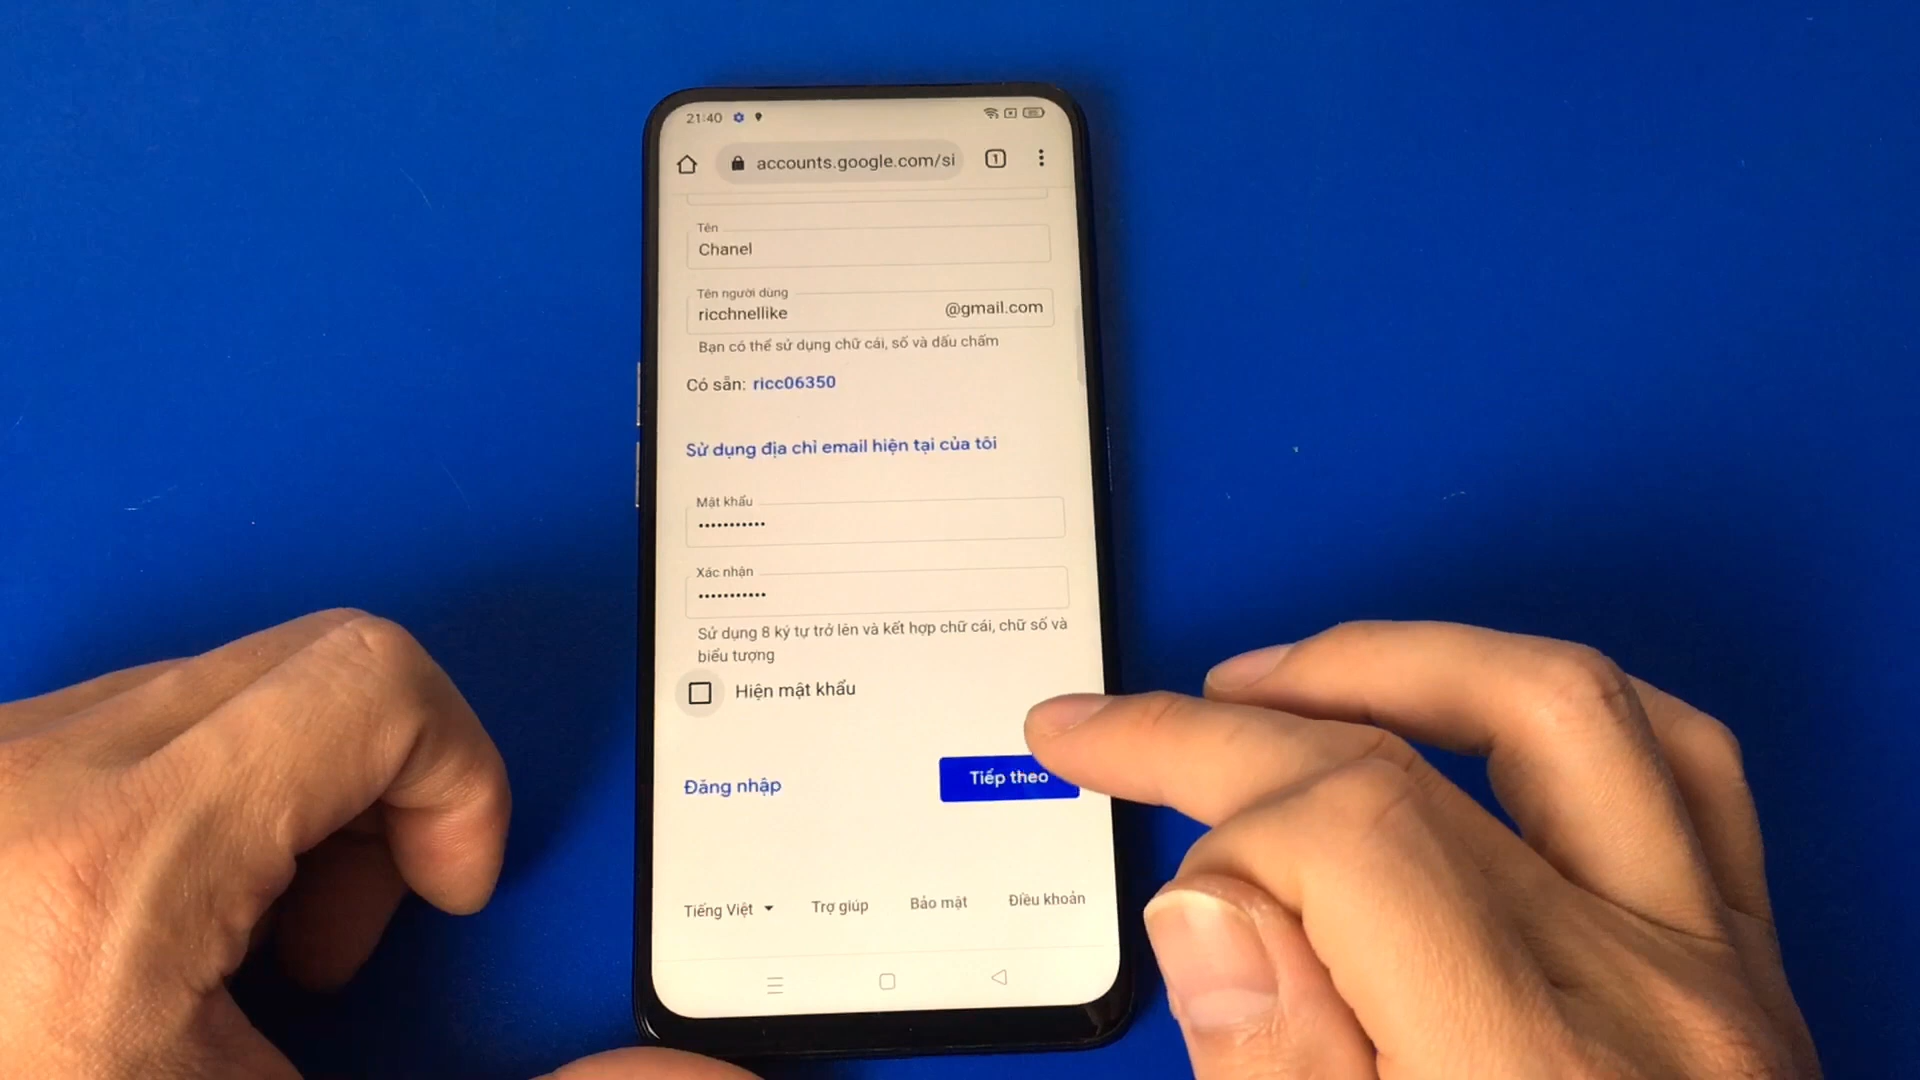 21:40
accounts.google.com/si
1
Tên
Chanel
Tên người dùng
ricchnellike @gmail.com
Bạn có thể sử dụng chữ cái, số và dấu chấm
Có sẵn: ricc06350
Sử dụng địa chỉ email hiện tại của tôi
Mật khẩu
•••••••••••
Xác nhận
•••••••••••
Sử dụng 8 ký tự trở lên và kết hợp chữ cái, chữ số và
biểu tượng
Hiện mật khẩu
Đăng nhập
Tiếp theo
Tiếng Việt
Trợ giúp
Bảo mật
Điều khoản